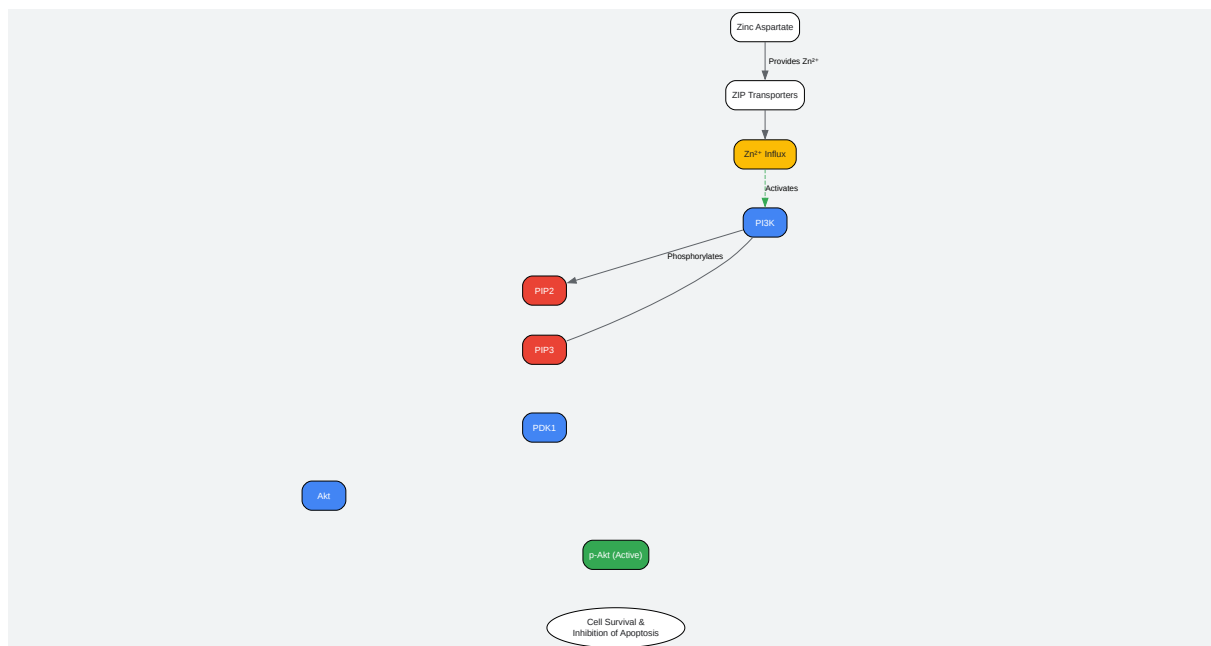 Zinc Aspartate
Provides Zn²⁺
ZIP Transporters
Zn²⁺ Influx
Activates
PI3K
Phosphorylates
PIP2
PIP3
PDK1
Akt
p-Akt (Active)
Cell Survival &
Inhibition of Apoptosis